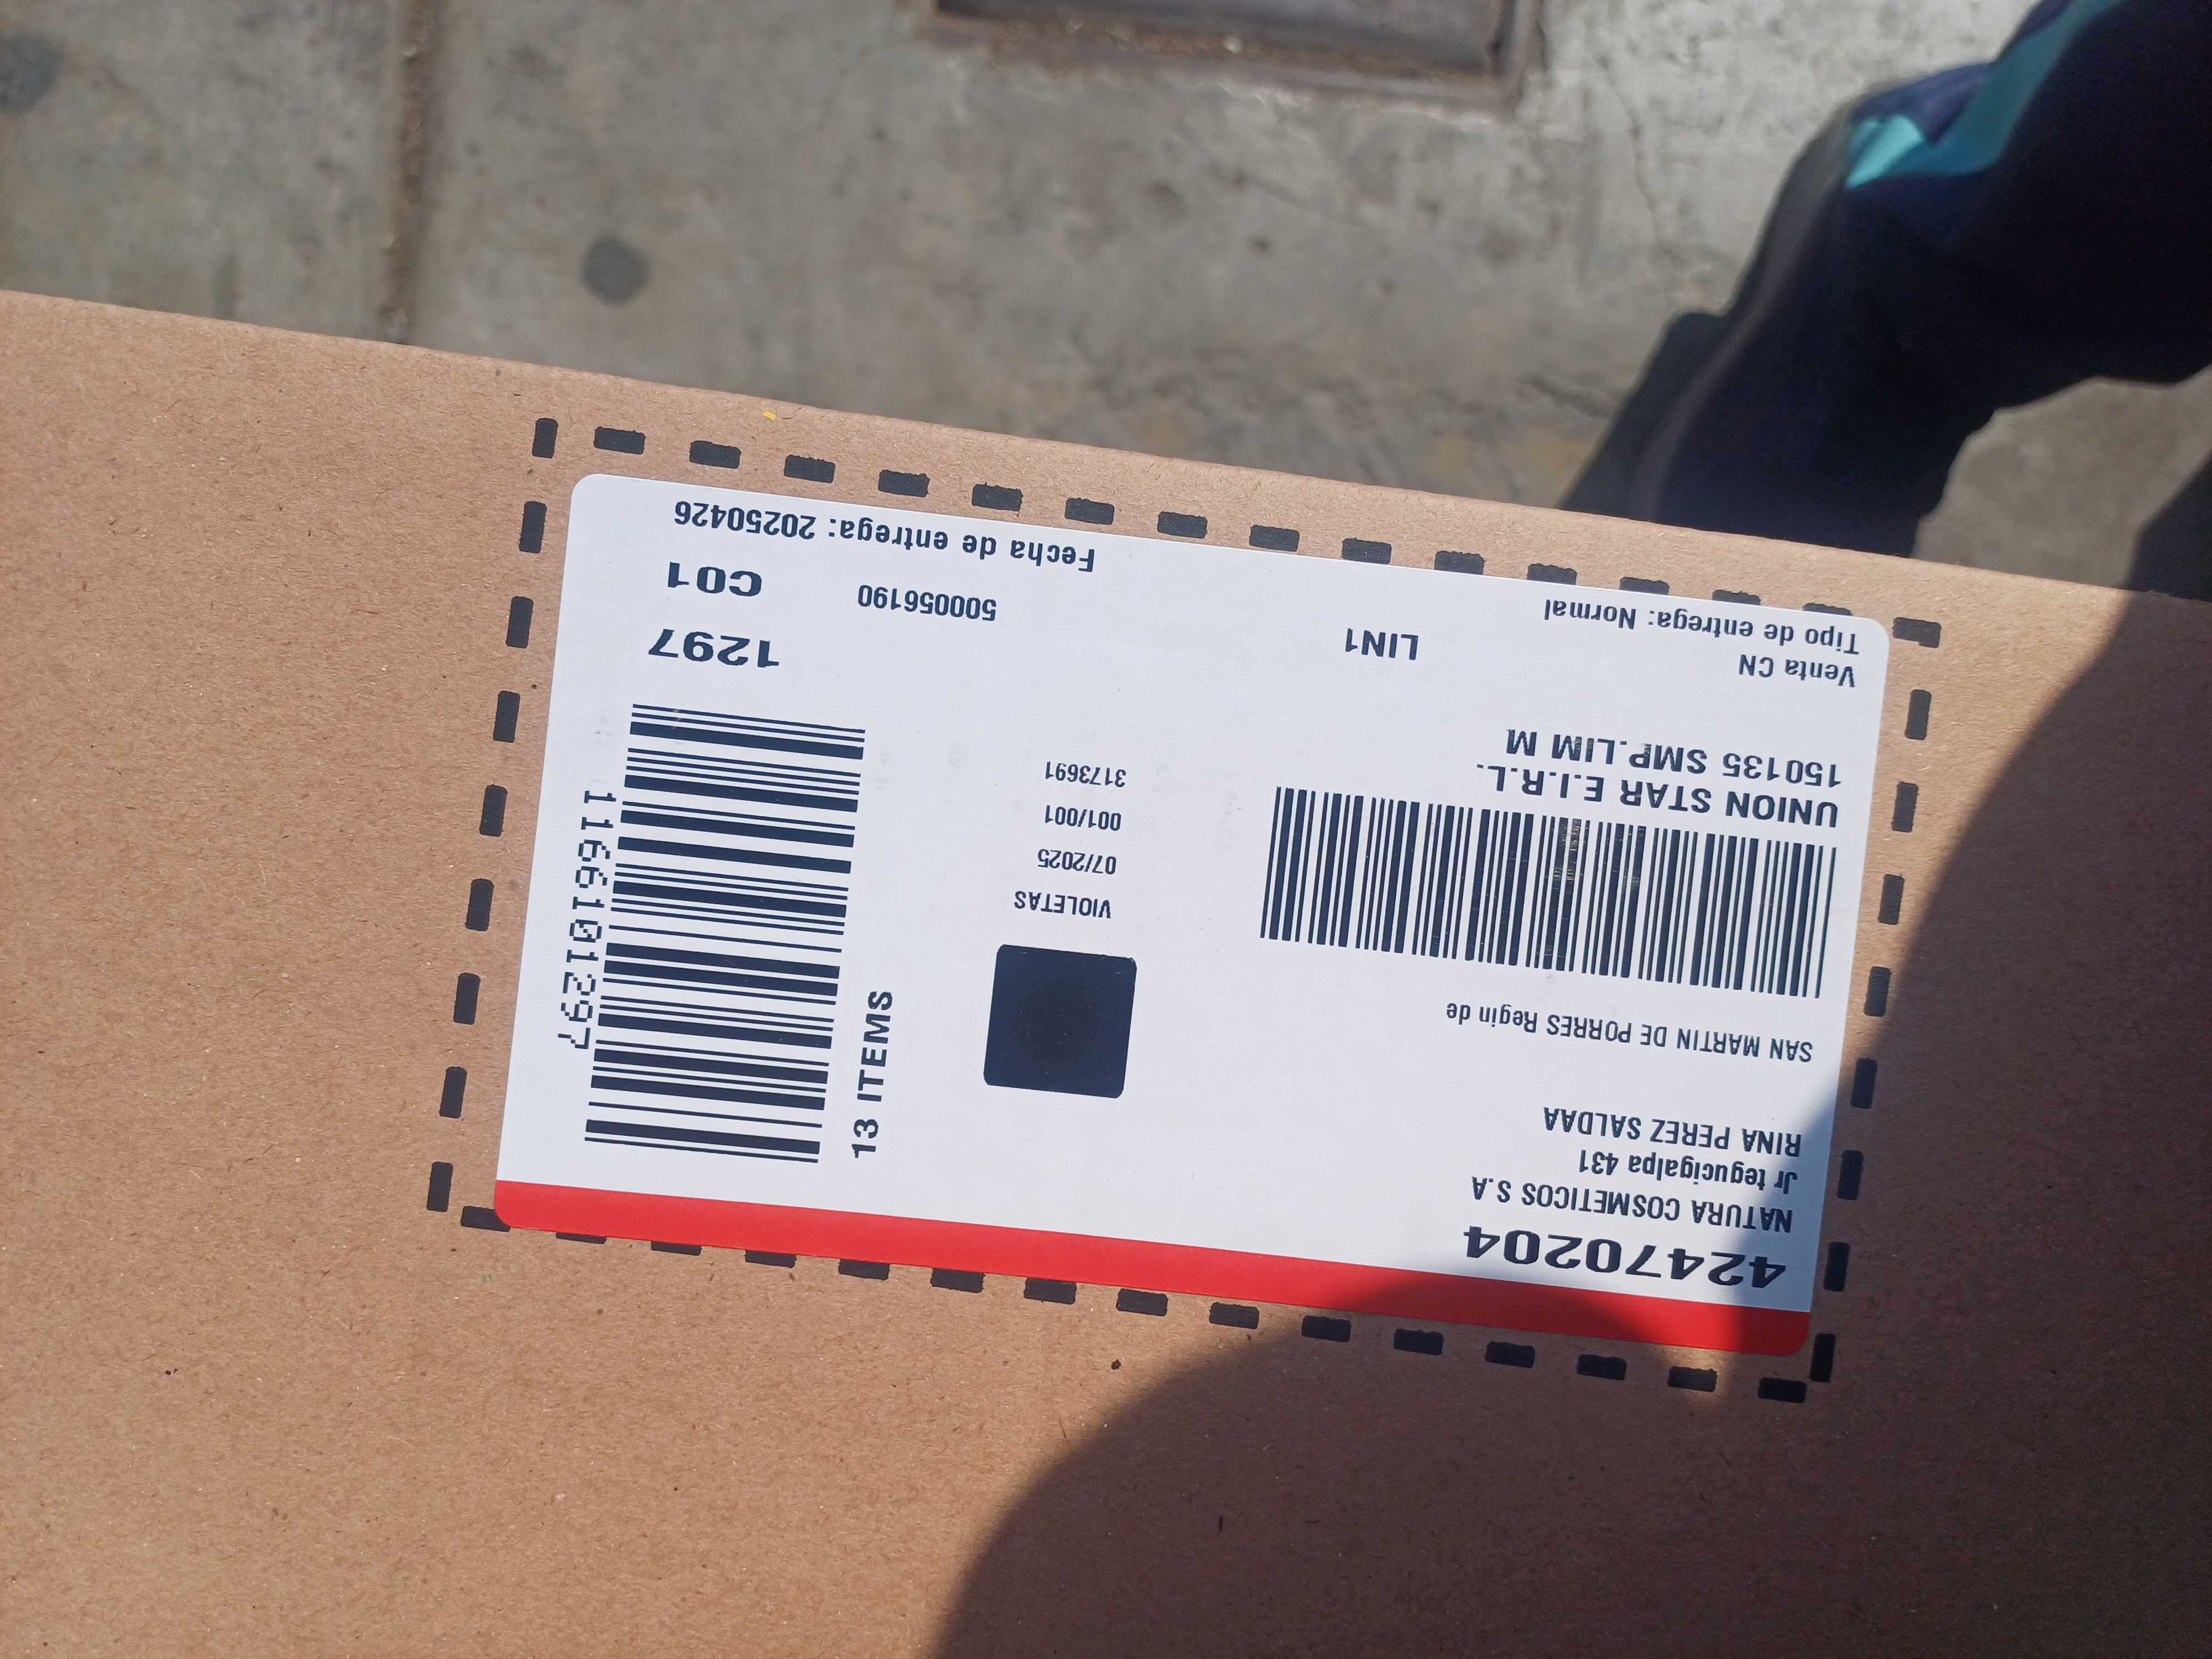 42470204
NATURA COSMETICOS S.A
Jr tegucigalpa 431
RINA PEREZ SALDAA
SAN MARTIN DE PORRES Regin de
UNION STAR E.I.R.L.
150135 SMP.LIM M
Venta CN
Tipo de entrega: Normal
LIN1
VIOLETAS
07/2025
001/001
3173691
13 ITEMS
1166101297
1297
500056190
C01
Fecha de entrega: 20250426